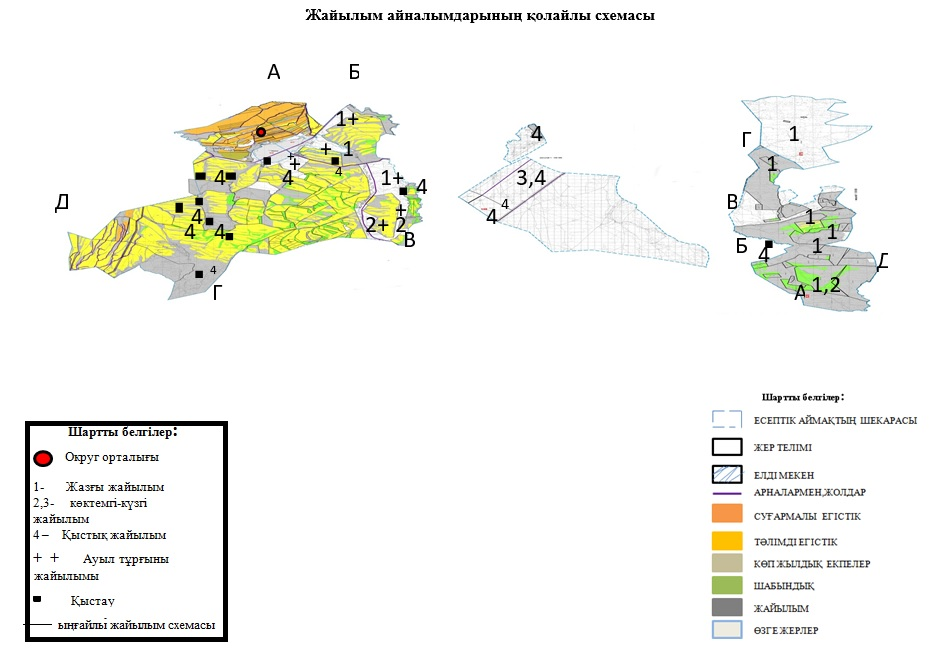 Жайылым айналымдарының қолайлы схемасы
А Б
1+
+ 1
+
+
4 4 4
1+ 4
Д
4
4 4
2+ 2
+
В
4
Г
4
3,4
4
4
1
Г
1
В
1
1
Б
4
1
Д
А 1,2
Шартты белгілер:
Округ орталығы
1- Жазғы жайылым
2,3- көктемгі-күзгі
жайылым
4 – Қыстық жайылым
+ + Ауыл тұрғыны
жайылымы
Қыстау
ыңғайлы жайылым схемасы
Шартты белгілер:
ЕСЕПТІК АЙМАҚТЫҢ ШЕКАРАСЫ
ЖЕР ТЕЛІМІ
ЕЛДІ МЕКЕН
АРНАЛАРМЕН,ЖОЛДАР
СУҒАРМАЛЫ ЕГІСТІК
ТӘЛІМДІ ЕГІСТІК
КӨП ЖЫЛДЫҚ ЕКПЕЛЕР
ШАБЫНДЫҚ
ЖАЙЫЛЫМ
ӨЗГЕ ЖЕРЛЕР